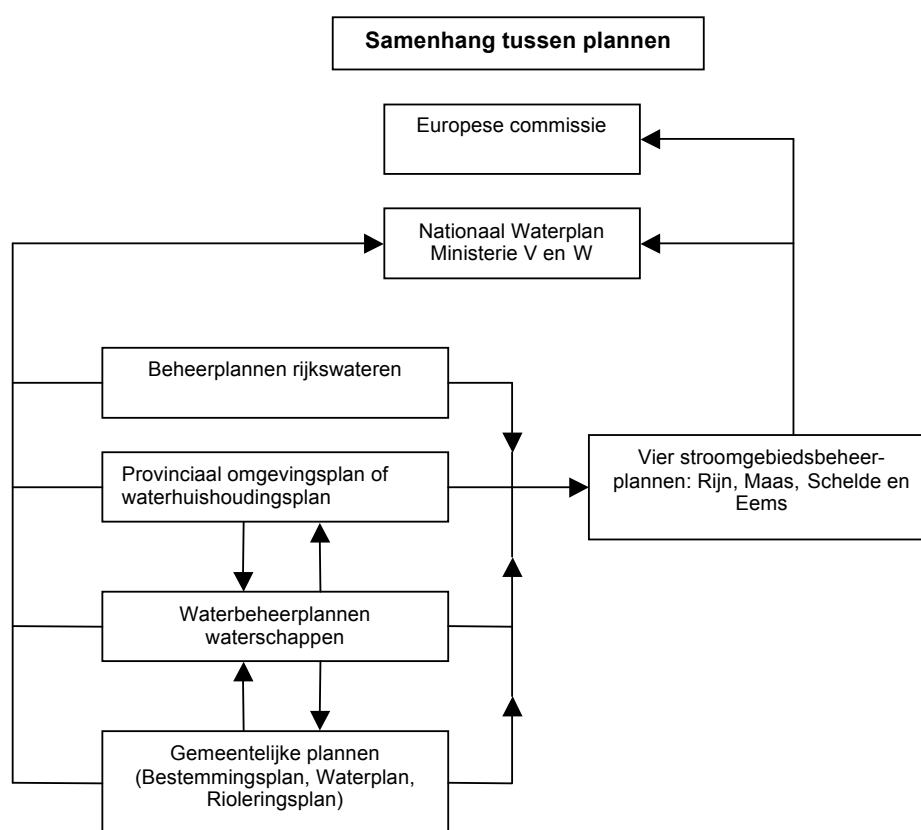 Samenhang tussen plannen
Europese commissie
Nationaal Waterplan
Ministerie V en W
Beheerplannen rijkswateren
Provinciaal omgevingsplan of
waterhuishoudingsplan
Vier stroomgebiedsbeheer-
plannen: Rijn, Maas, Schelde en
Eems
Waterbeheerplannen
waterschappen
Gemeentelijke plannen
(Bestemmingsplan, Waterplan,
Rioleringsplan)